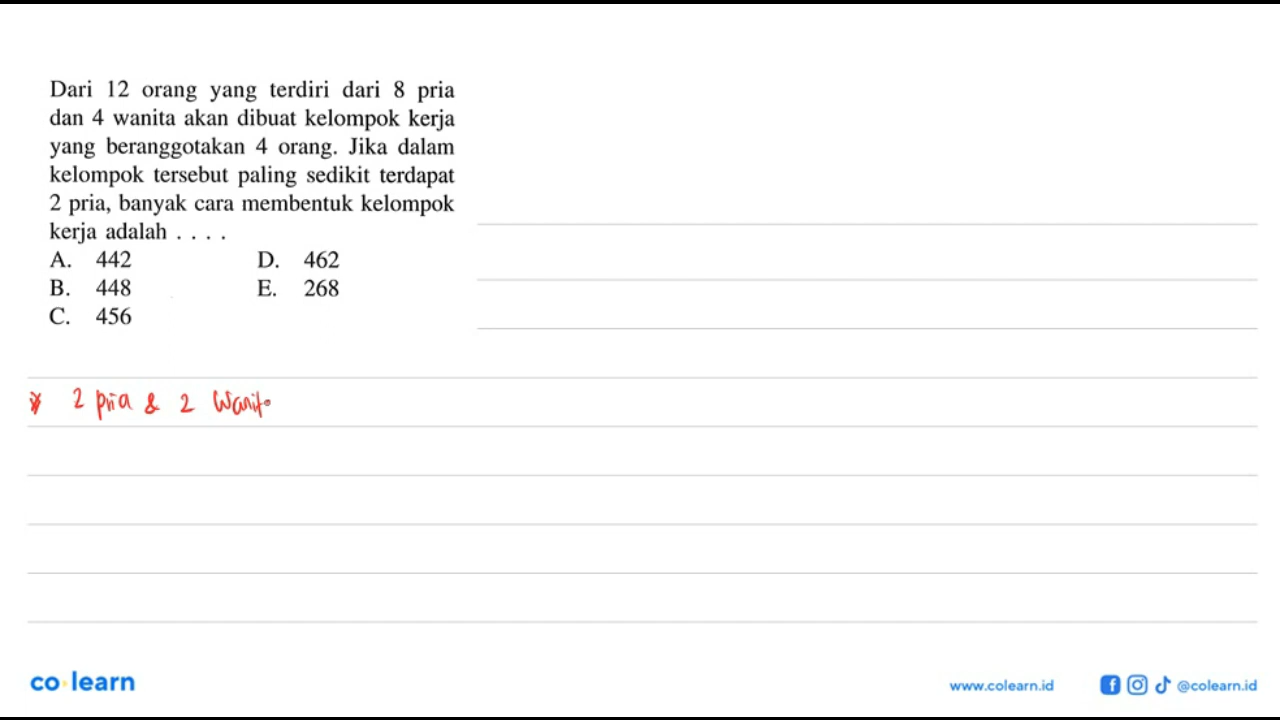 Dari 12 orang yang terdiri dari 8 pria
dan 4 wanita akan dibuat kelompok kerja
yang beranggotakan 4 orang. Jika dalam
kelompok tersebut paling sedikit terdapat
2 pria, banyak cara membentuk kelompok
kerja adalah . . . .
A. 442 D. 462
B. 448 E. 268
C. 456
* 2 pria & 2 Wanit
co learn
www.colearn.id @colearn.id